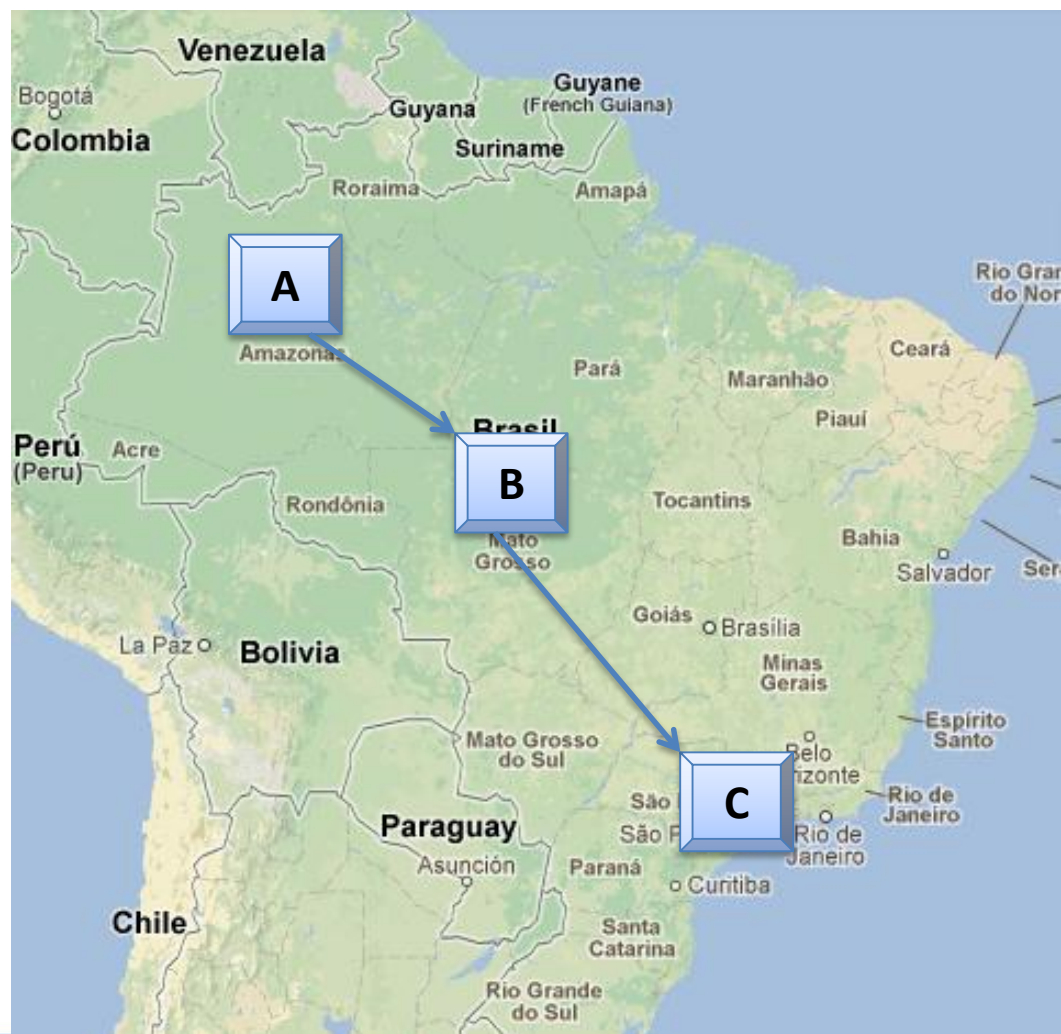 Venezuela
Bogotá
Colombia
Guyana
Guyane
(French Guiana)
Suriname
Roraima
Amapá
A
Amazonas
Pará
Maranhão
Ceará
Piauí
Rio Gran
do Nor
Brasil
Perú
(Peru)
Acre
Rondônia
B
Mato
Grosso
Tocantins
Bahia
Salvador
Ser
Goiás
Brasília
La Paz
Bolivia
Minas
Gerais
Mato Grosso
do Sul
Espírito
Santo
Belo
rizonte
Rio de
Janeiro
C
São
São P
Rio de
Janeiro
Paraguay
Asunción
Paraná
Curitiba
Chile
Santa
Catarina
Rio Grande
do Sul